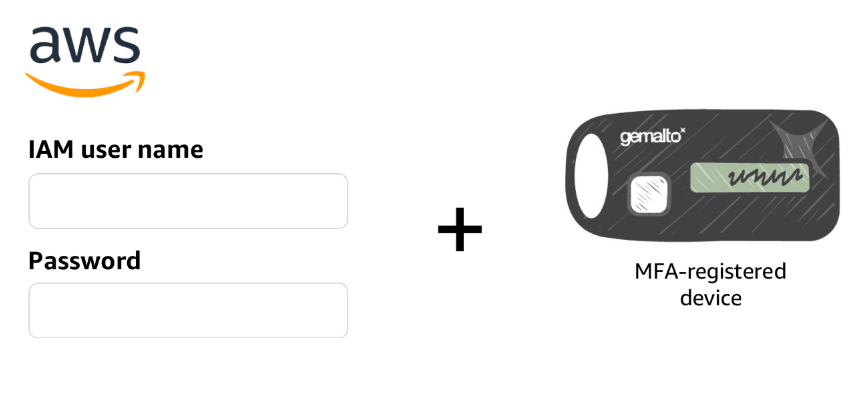 aws
IAM user name
Password
+
gemalto
MFA-registered
device